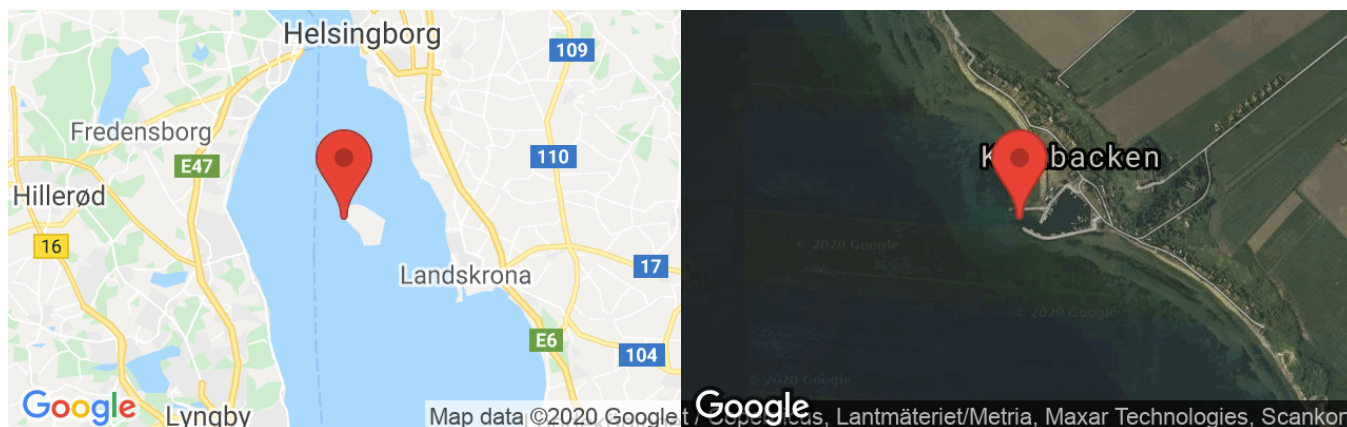 Helsingborg
109
Fredensborg
E47
110
Hillerød
16
17
Landskrona
E6
104
Lyngby
Google
Map data ©2020 Google
© 2020 Google
© 2020 Google
© 2020 Google
Google
Copernicus, Lantmäteriet/Metria, Maxar Technologies,